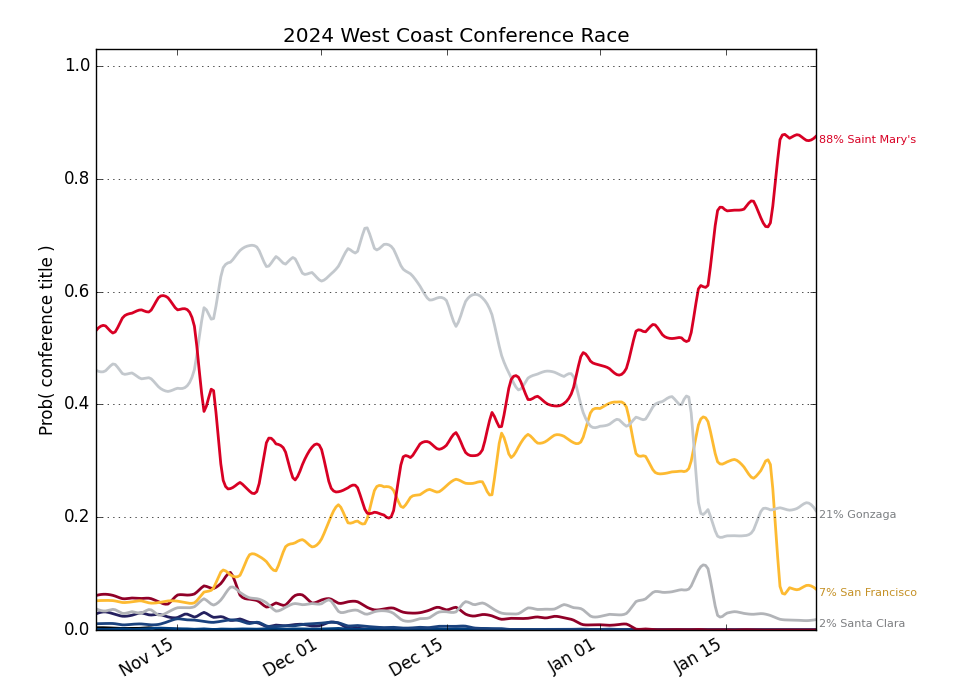 2024 West Coast Conference Race
Prob( conference title )
1.0
0.8
0.6
0.4
0.2
0.0
88% Saint Mary's
21% Gonzaga
7% San Francisco
2% Santa Clara
Nov 15
Dec 01
Dec 15
Jan 01
Jan 15